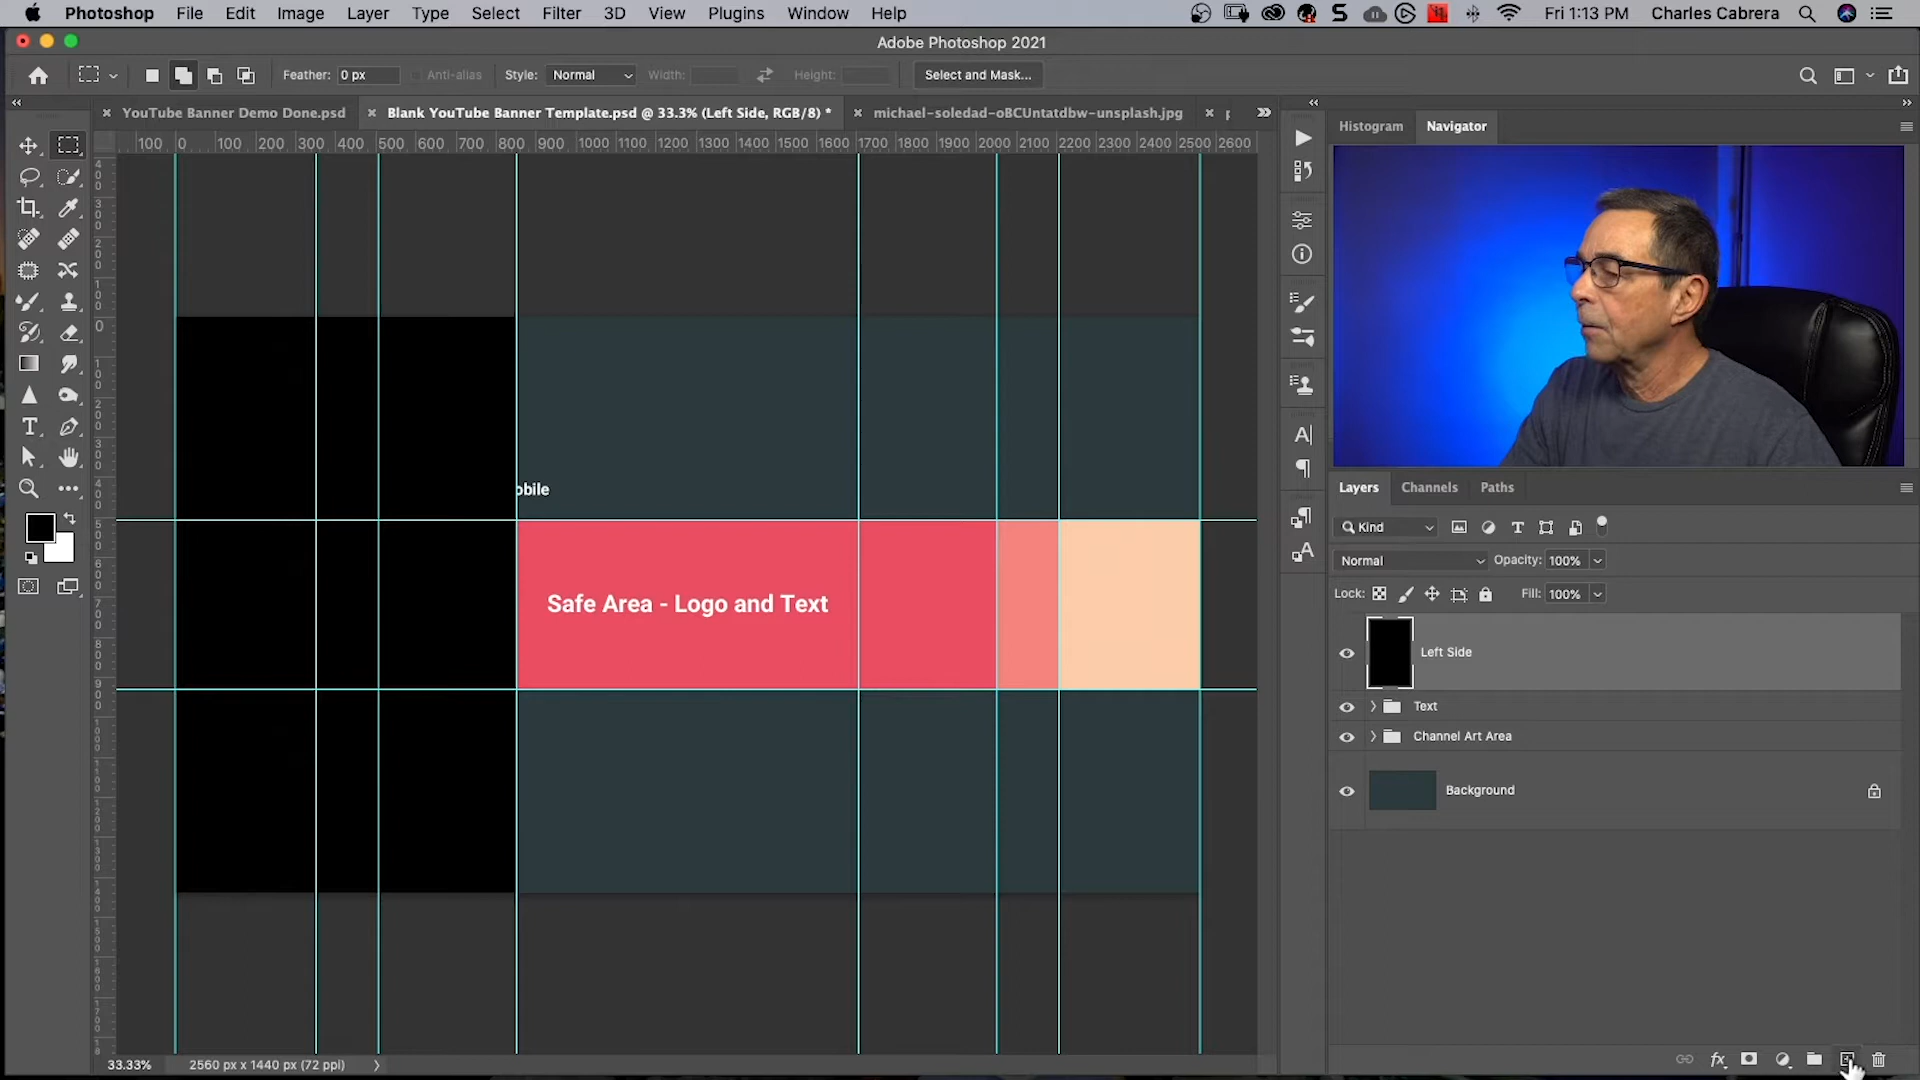 Photoshop File Edit Image Layer Type Select Filter 3D View Plugins Window Help Fri 1:13 PM Charles Cabrera
Adobe Photoshop 2021
Feather: 0 px Anti-alias Style: Normal Width: Height: Select and Mask...
YouTube Banner Demo Done.psd Blank YouTube Banner Template.psd @ 33.3% (Left Side, RGB/8) * michael-soledad-oBCUntatdbw-unsplash.jpg
Histogram Navigator
100 0 100 200 300 400 500 600 700 800 900 1000 1100 1200 1300 1400 1500 1600 1700 1800 1900 2000 2100 2200 2300 2400 2500 2600
obile
Safe Area - Logo and Text
Layers Channels Paths
Kind
Normal Opacity: 100%
Lock: Fill: 100%
Left Side
Text
Channel Art Area
Background
33.33% 2560 px x 1440 px (72 ppi)